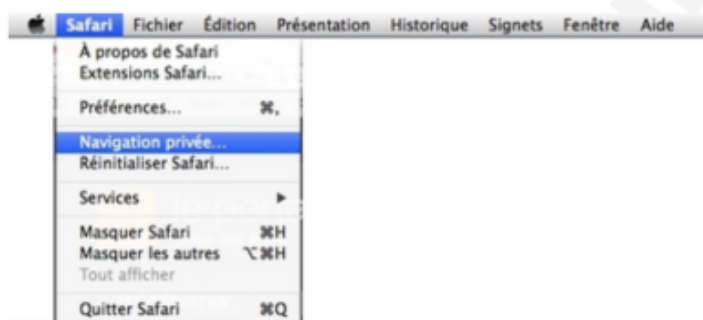 Safari Fichier Édition Présentation Historique Signets Fenêtre Aide
À propos de Safari
Extensions Safari...
Préférences... ⌘,
Navigation privée...
Réinitialiser Safari...
Services ▶
Masquer Safari ⌘H
Masquer les autres ⌥⌘H
Tout afficher
Quitter Safari ⌘Q